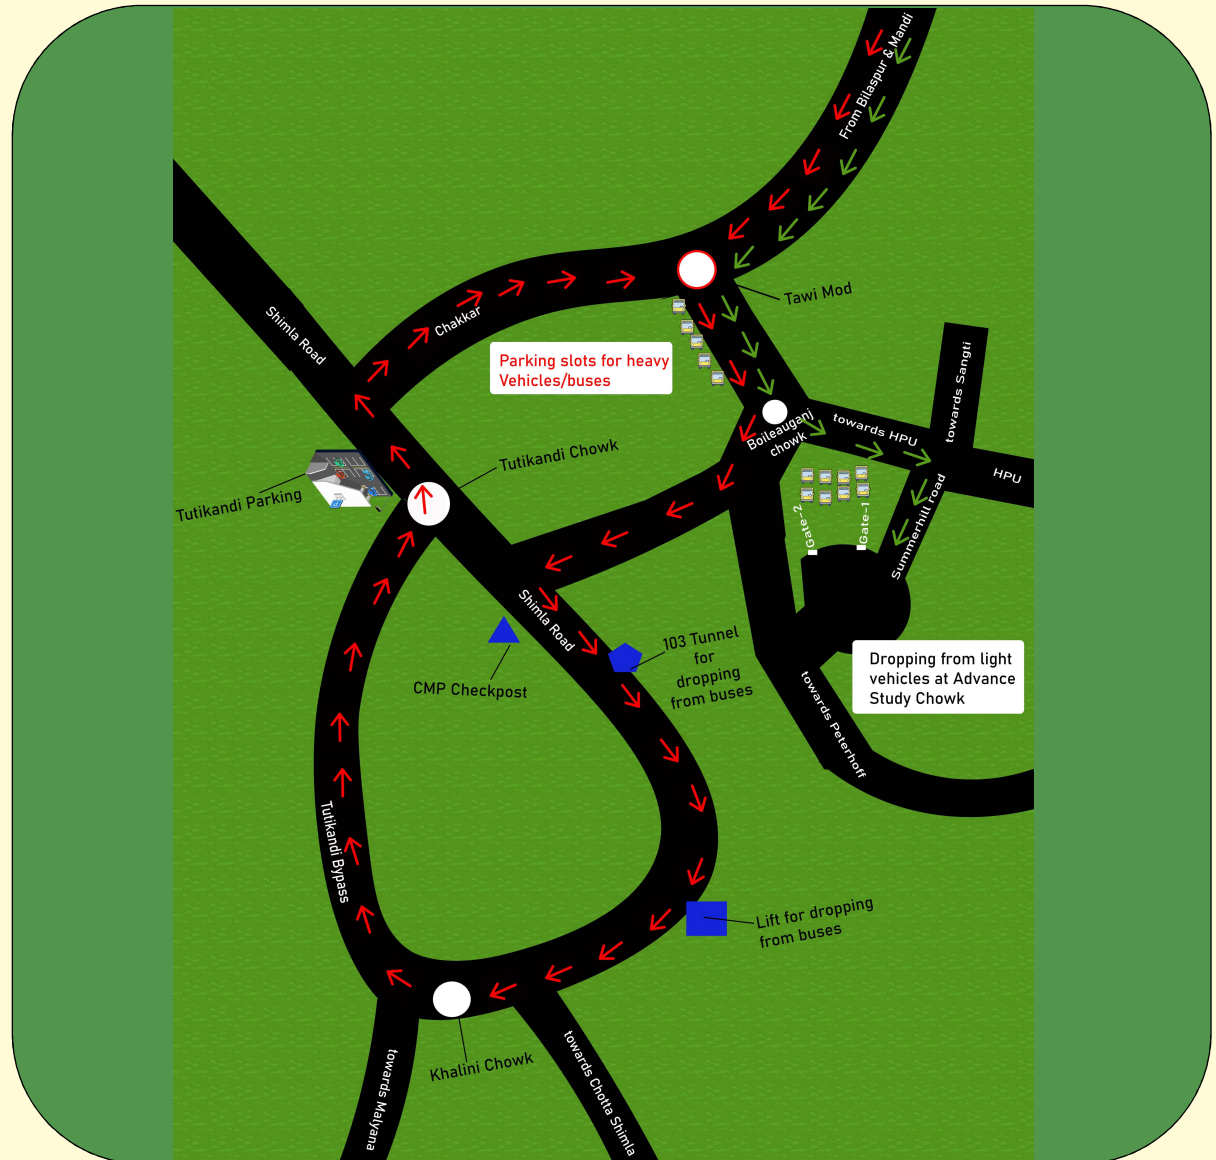 From Bilaspur & Mandi
Tawi Mod
Shimla Road
Chakkar
Parking slots for heavy
Vehicles/buses
towards Sangti
Boileauganj
chowk
towards HPU
HPU
Tutikandi Chowk
Tutikandi Parking
Gate-2
Gate-1
Summerhill road
Shimla Road
CMP Checkpost
103 Tunnel
for
dropping
from buses
Dropping from light
vehicles at Advance
Study Chowk
towards Peterhoff
Tutikandi Bypass
Lift for dropping
from buses
Khalini Chowk
towards Malyana
towards Chotta Shimla